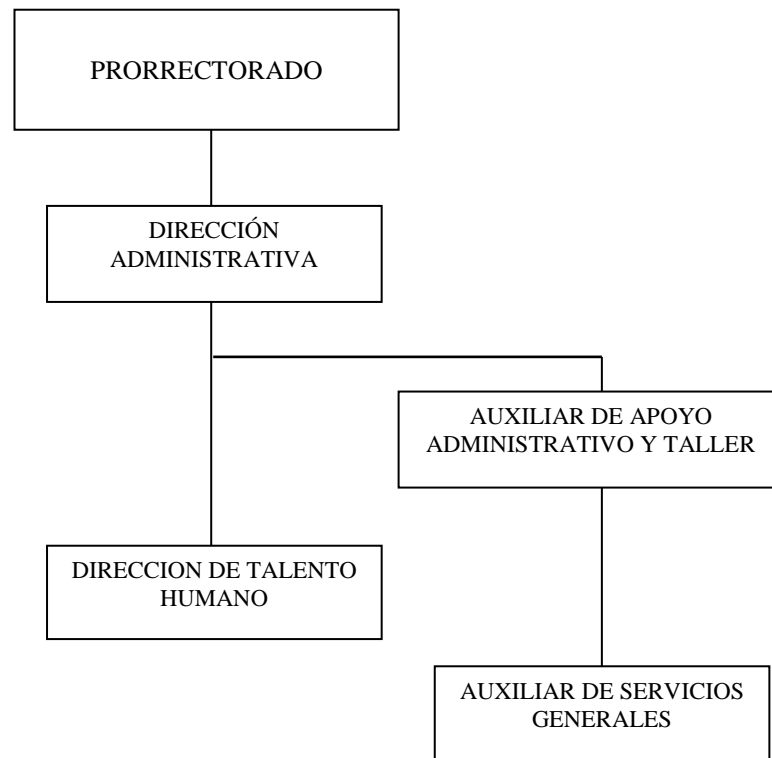 PRORRECTORADO
DIRECCIÓN
ADMINISTRATIVA
AUXILIAR DE APOYO
ADMINISTRATIVO Y TALLER
DIRECCION DE TALENTO
HUMANO
AUXILIAR DE SERVICIOS
GENERALES